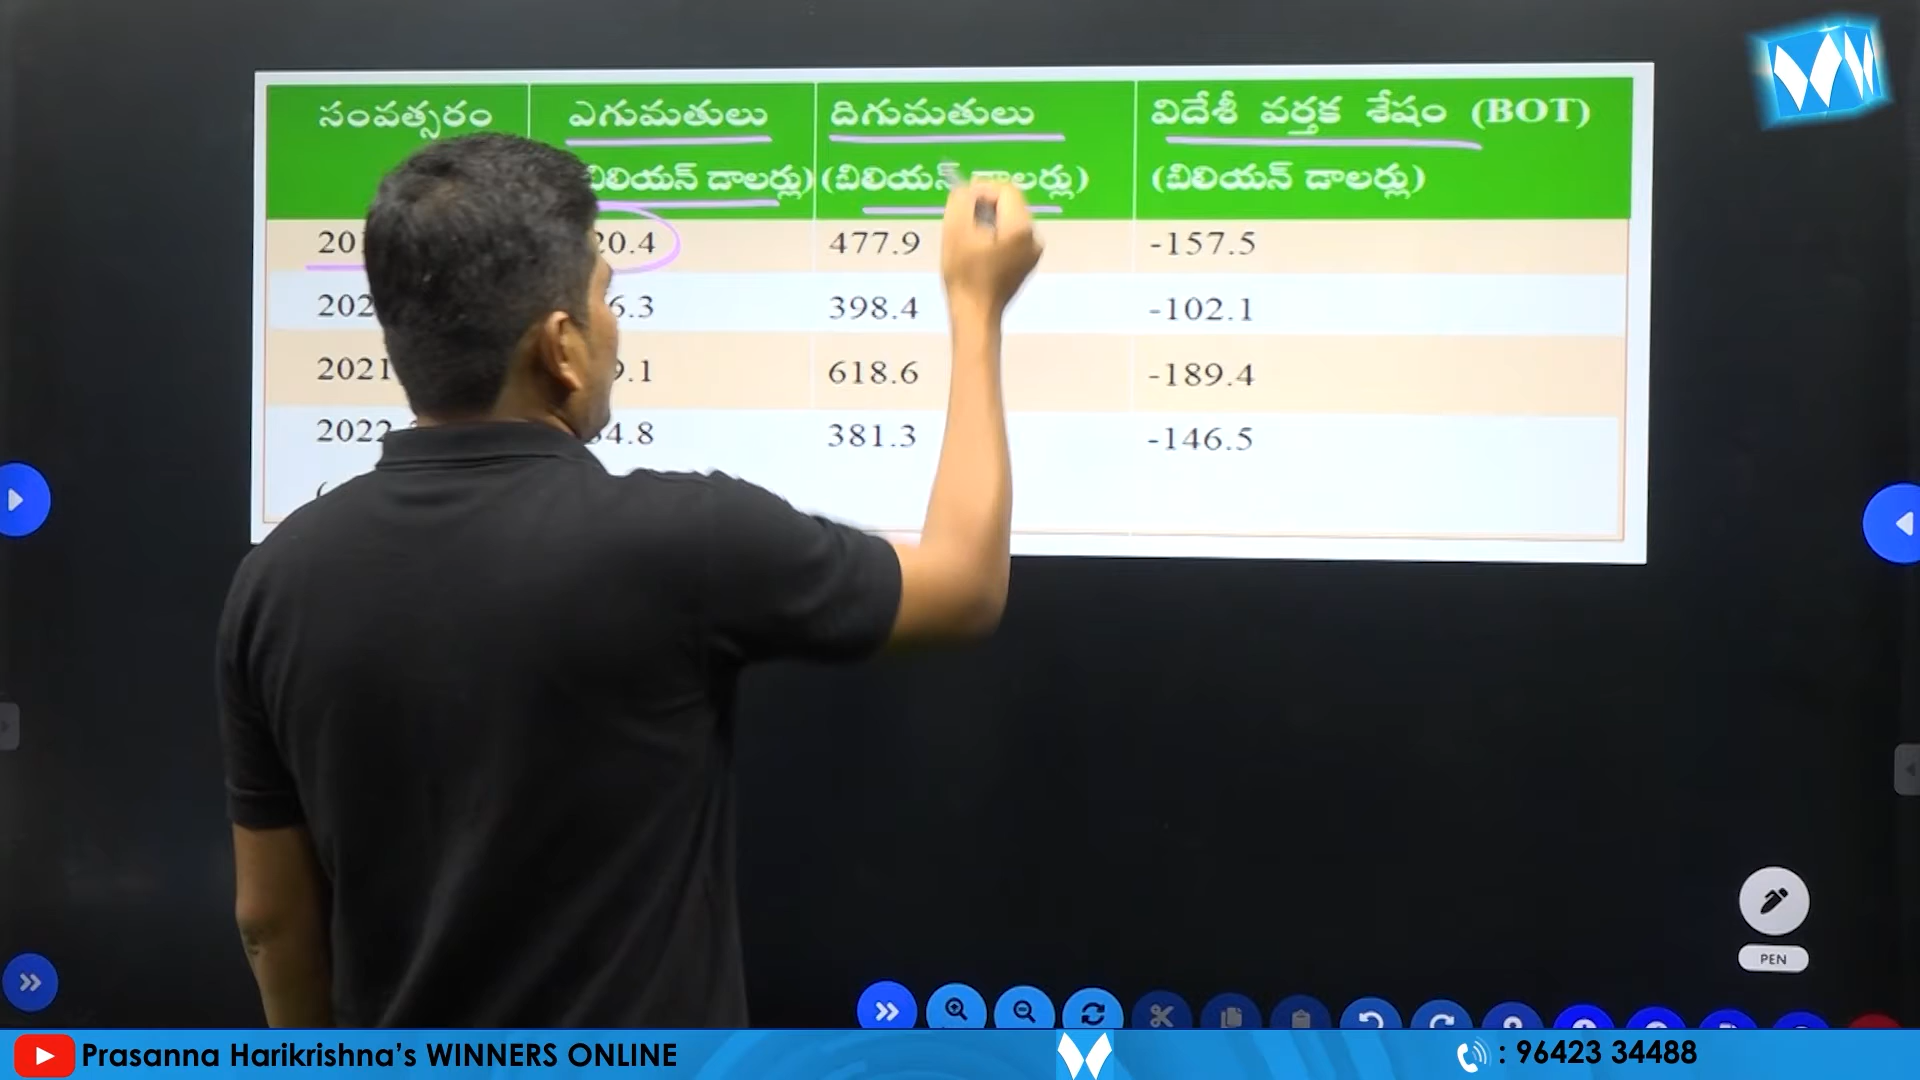 సంవత్సరం ఎగుమతులు దిగుమతులు విదేశీ వర్తక శేషం (BOT)
బిలియన్ డాలర్లు) (బిలియన్ డాలర్లు) (బిలియన్ డాలర్లు)
20.4 477.9 -157.5
6.3 398.4 -102.1
2021 9.1 618.6 -189.4
2022 4.8 381.3 -146.5
PEN
Prasanna Harikrishna's WINNERS ONLINE : 96423 34488